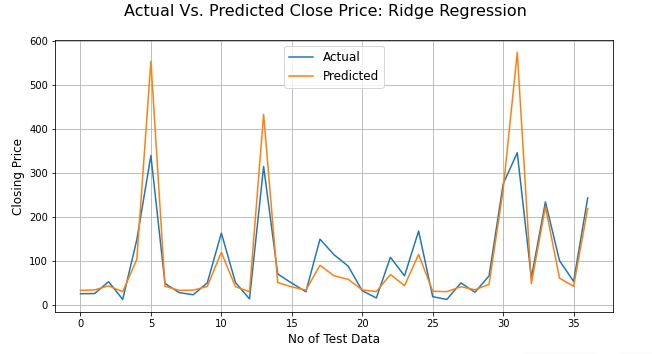 Actual Vs. Predicted Close Price: Ridge Regression
600
500
400
300
200
100
0
Closing Price
Actual
Predicted
0 5 10 15 20 25 30 35
No of Test Data